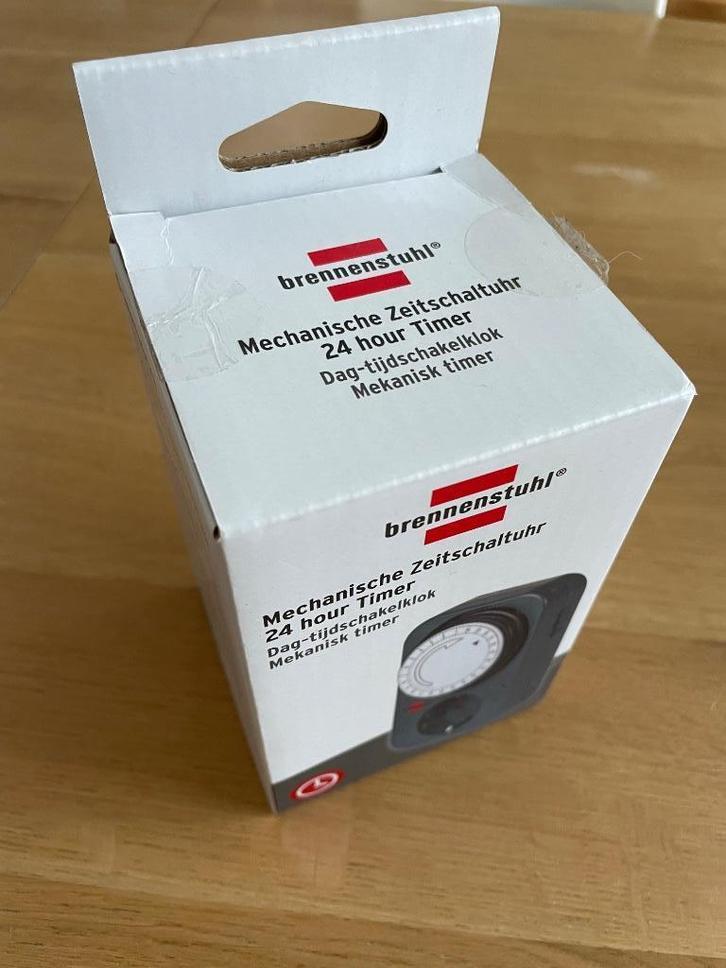 brennenstuhl®
Mechanische Zeitschaltuhr
24 hour Timer
Dag-tijdschakelklok
Mekanisk timer
brennenstuhl®
Mechanische Zeitschaltuhr
24 hour Timer
Dag-tijdschakelklok
Mekanisk timer